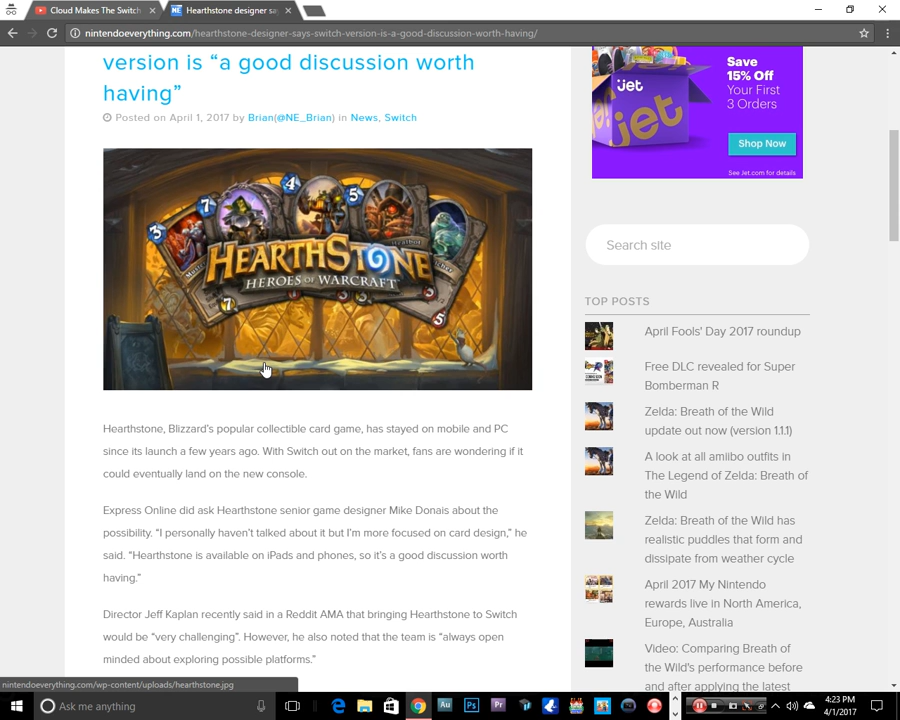 Cloud Makes The Switch
Hearthstone designer sa
nintendoeverything.com/hearthstone-designer-says-switch-version-is-a-good-discussion-worth-having/
version is “a good discussion worth
having”
Posted on April 1, 2017 by Brian(@NE_Brian) in News, Switch
3
7
4
5
HEARTHSTONE
HEROES OF WARCRAFT
7
3
3
5
Hearthstone, Blizzard's popular collectible card game, has stayed on mobile and PC
since its launch a few years ago. With Switch out on the market, fans are wondering if it
could eventually land on the new console.
Express Online did ask Hearthstone senior game designer Mike Donais about the
possibility. “I personally haven't talked about it but I'm more focused on card design,” he
said. “Hearthstone is available on iPads and phones, so it's a good discussion worth
having.”
Director Jeff Kaplan recently said in a Reddit AMA that bringing Hearthstone to Switch
would be “very challenging”. However, he also noted that the team is “always open
minded about exploring possible platforms.”
jet
jet
Save
15% Off
Your First
3 Orders
Shop Now
See Jet.com for details
Search site
TOP POSTS
April Fools' Day 2017 roundup
Free DLC revealed for Super
Bomberman R
Zelda: Breath of the Wild
update out now (version 1.1.1)
A look at all amiibo outfits in
The Legend of Zelda: Breath of
the Wild
Zelda: Breath of the Wild has
realistic puddles that form and
dissipate from weather cycle
April 2017 My Nintendo
rewards live in North America,
Europe, Australia
Video: Comparing Breath of
the Wild's performance before
and after applying the latest
nintendoeverything.com/wp-content/uploads/hearthstone.jpg
Ask me anything
Au
Ps
Pr
4:23 PM
4/1/2017